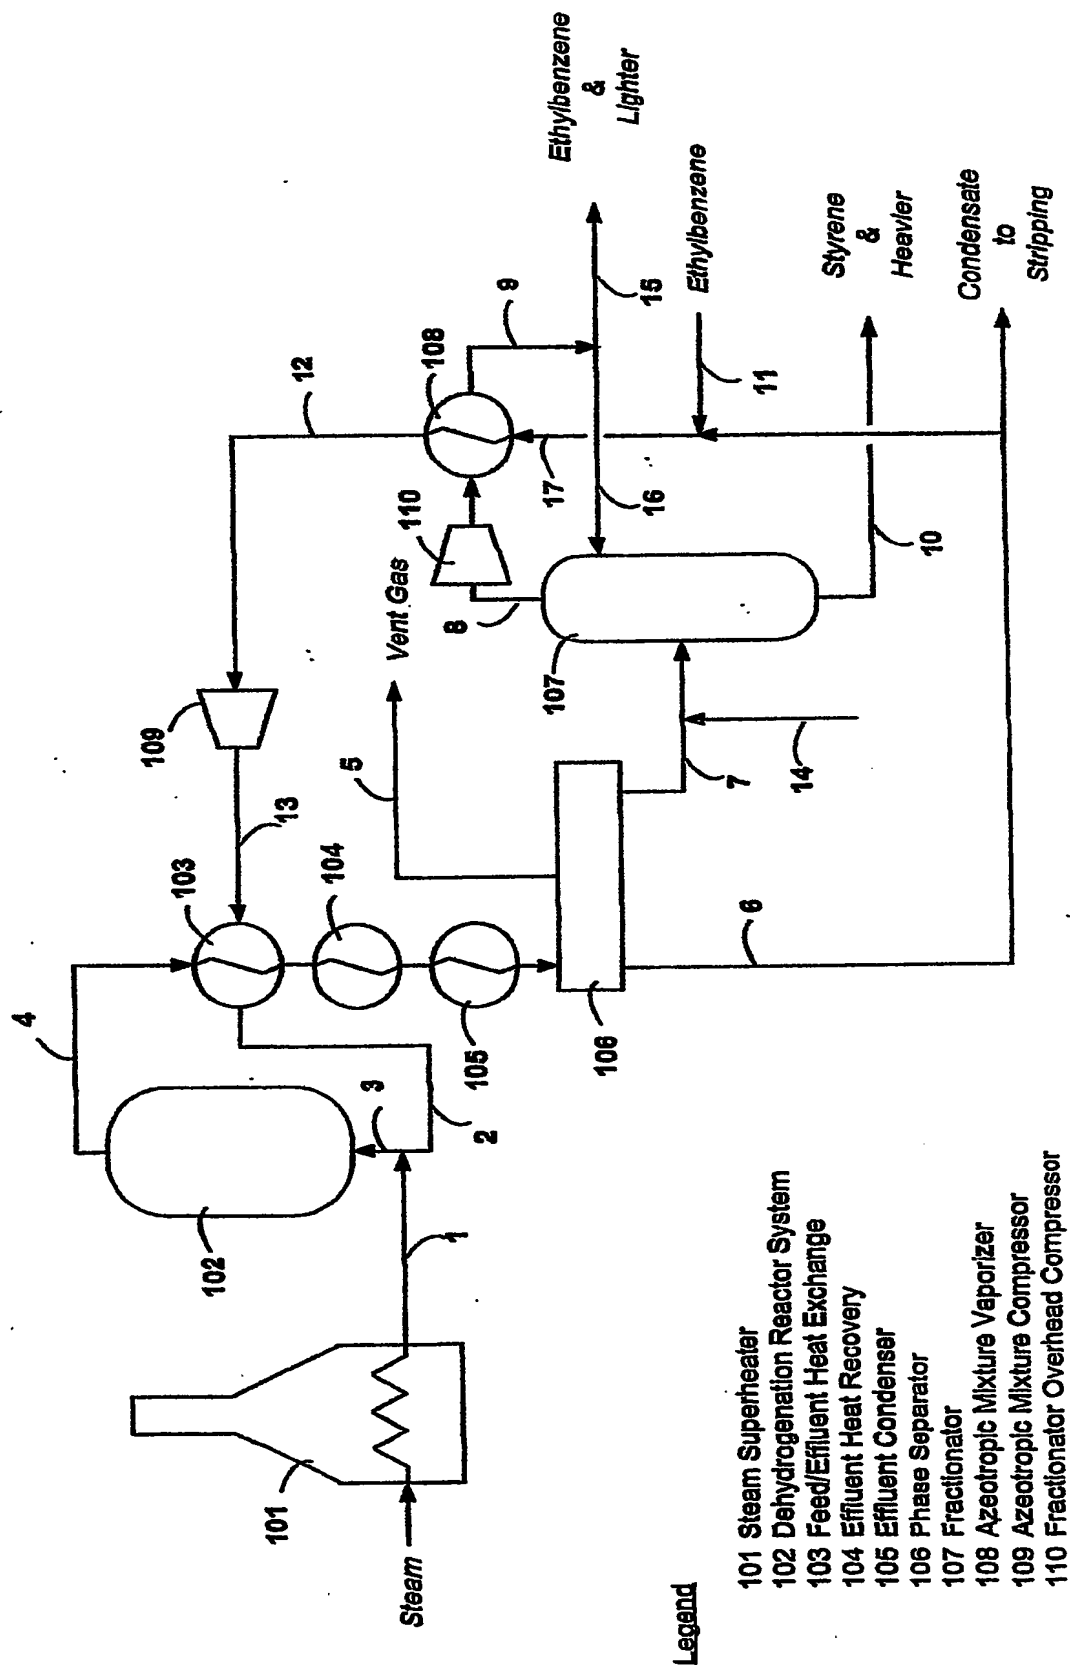 Steam
101
1
102
3
2
4
103
13
109
12
104
105
106
5
Vent Gas
6
7
14
107
8
110
108
9
17
16
15
11
10
Ethylbenzene
&
Lighter
Ethylbenzene
Styrene
&
Heavier
Condensate
to
Stripping
Legend
101 Steam Superheater
102 Dehydrogenation Reactor System
103 Feed/Effluent Heat Exchange
104 Effluent Heat Recovery
105 Effluent Condenser
106 Phase Separator
107 Fractionator
108 Azeotropic Mixture Vaporizer
109 Azeotropic Mixture Compressor
110 Fractionator Overhead Compressor